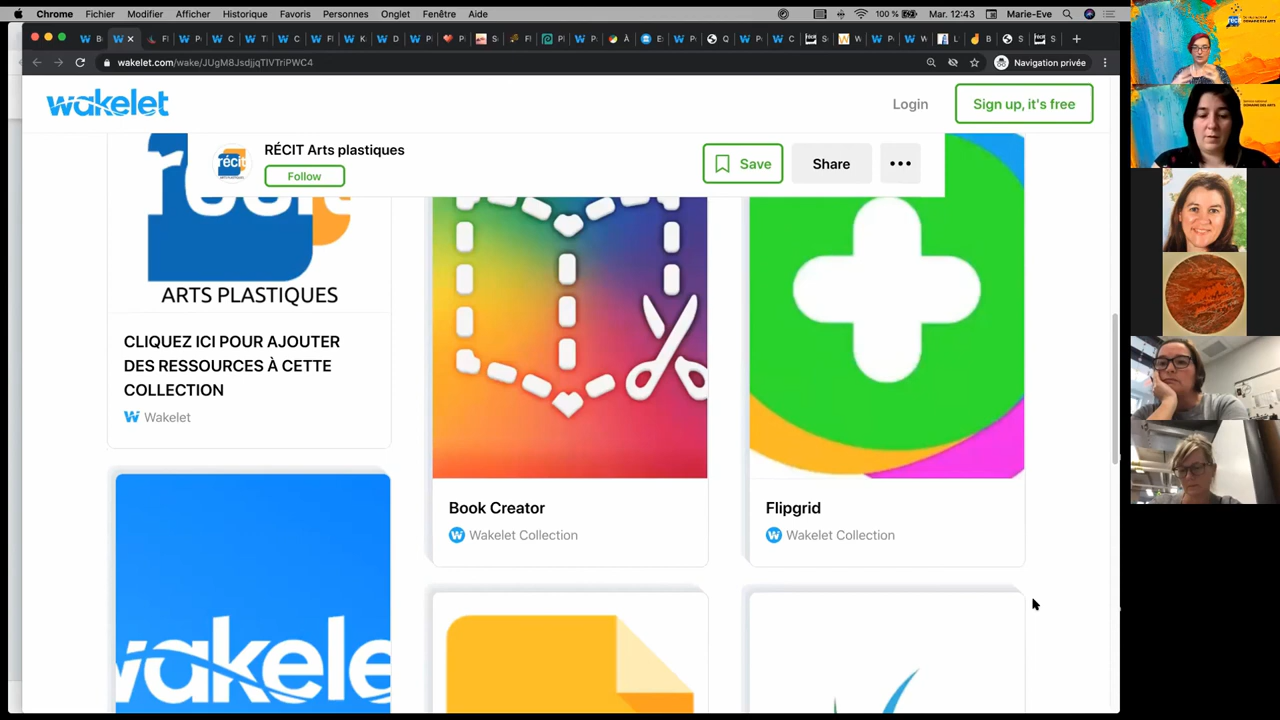 Chrome Fichier Modifier Afficher Historique Favoris Personnes Onglet Fenêtre Aide
100 % Mar. 12:43 Marie-Eve
wakelet.com/wake/JUgM8JsdjjqTIVTriPWC4
Navigation privée
wakelet
Login
Sign up, it's free
récit
RÉCIT Arts plastiques
Follow
Save
Share
ARTS PLASTIQUES
CLIQUEZ ICI POUR AJOUTER
DES RESSOURCES À CETTE
COLLECTION
Wakelet
Book Creator
Wakelet Collection
Flipgrid
Wakelet Collection
wakele